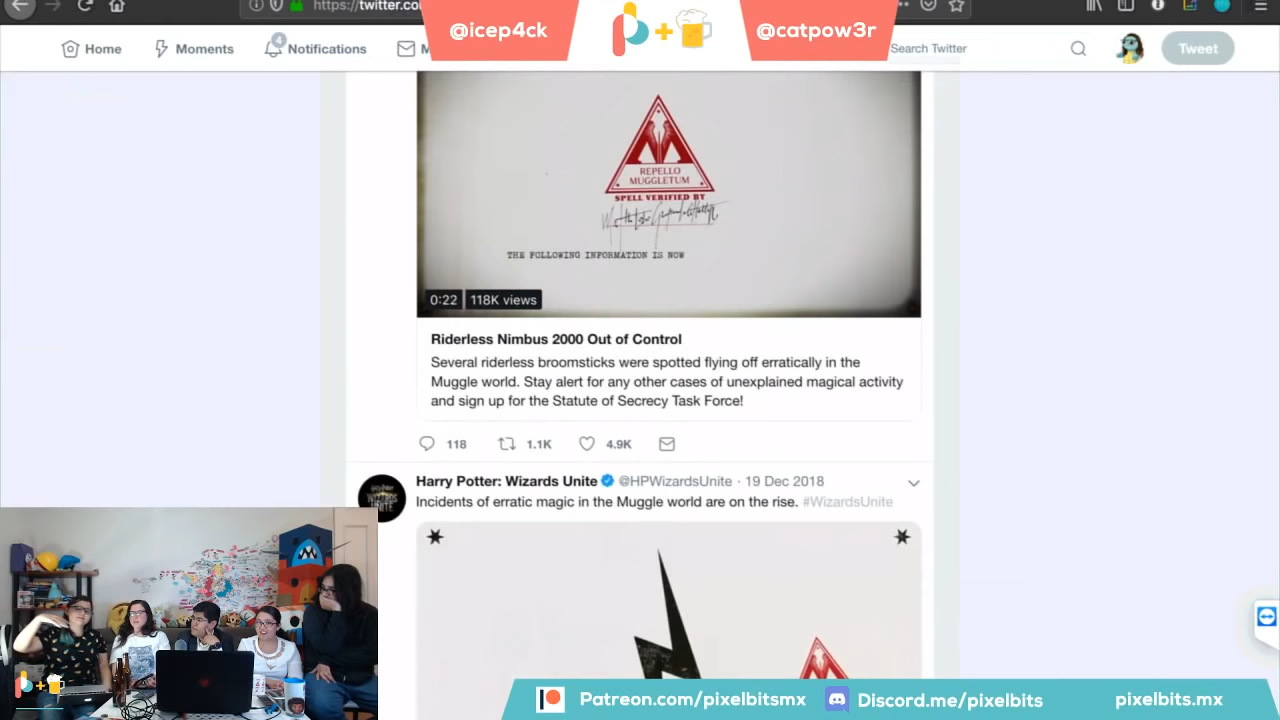 https://twitter.co
@icep4ck
@catpow3r
Home
Moments
4
Notifications
M
Search Twitter
Tweet
REPELLO
MUGGLETUM
SPELL VERIFIED BY
THE FOLLOWING INFORMATION IS NOW
0:22
118K views
Riderless Nimbus 2000 Out of Control
Several riderless broomsticks were spotted flying off erratically in the
Muggle world. Stay alert for any other cases of unexplained magical activity
and sign up for the Statute of Secrecy Task Force!
118
1.1K
4.9K
Harry Potter: Wizards Unite @HPWizardsUnite · 19 Dec 2018
Incidents of erratic magic in the Muggle world are on the rise. #WizardsUnite
WIZARDS
UNITE
Patreon.com/pixelbitsmx
Discord.me/pixelbits
pixelbits.mx